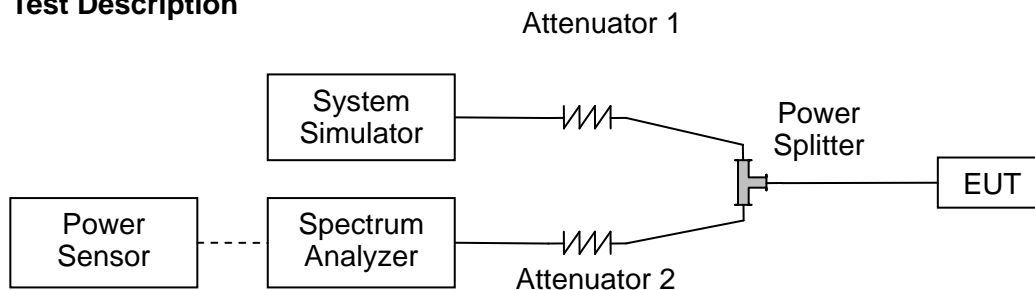 Test Description
Attenuator 1
System
Simulator
Power
Splitter
EUT
Power
Sensor
Spectrum
Analyzer
Attenuator 2